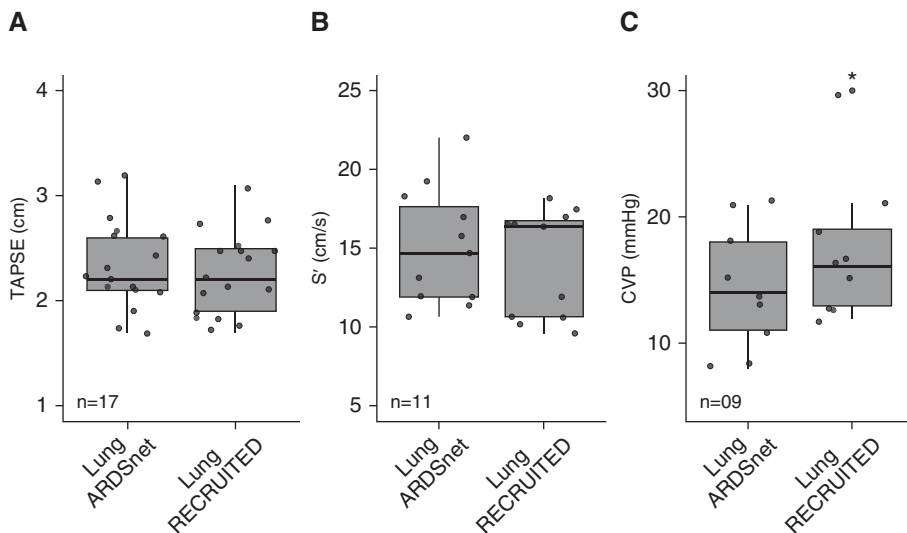 A
B
C
TAPSE (cm)
4
3
2
1
n=17
Lung
ARDSnet
Lung
RECRUITED
S′ (cm/s)
25
20
15
10
5
n=11
Lung
ARDSnet
Lung
RECRUITED
CVP (mmHg)
30
20
10
*
n=09
Lung
ARDSnet
Lung
RECRUITED